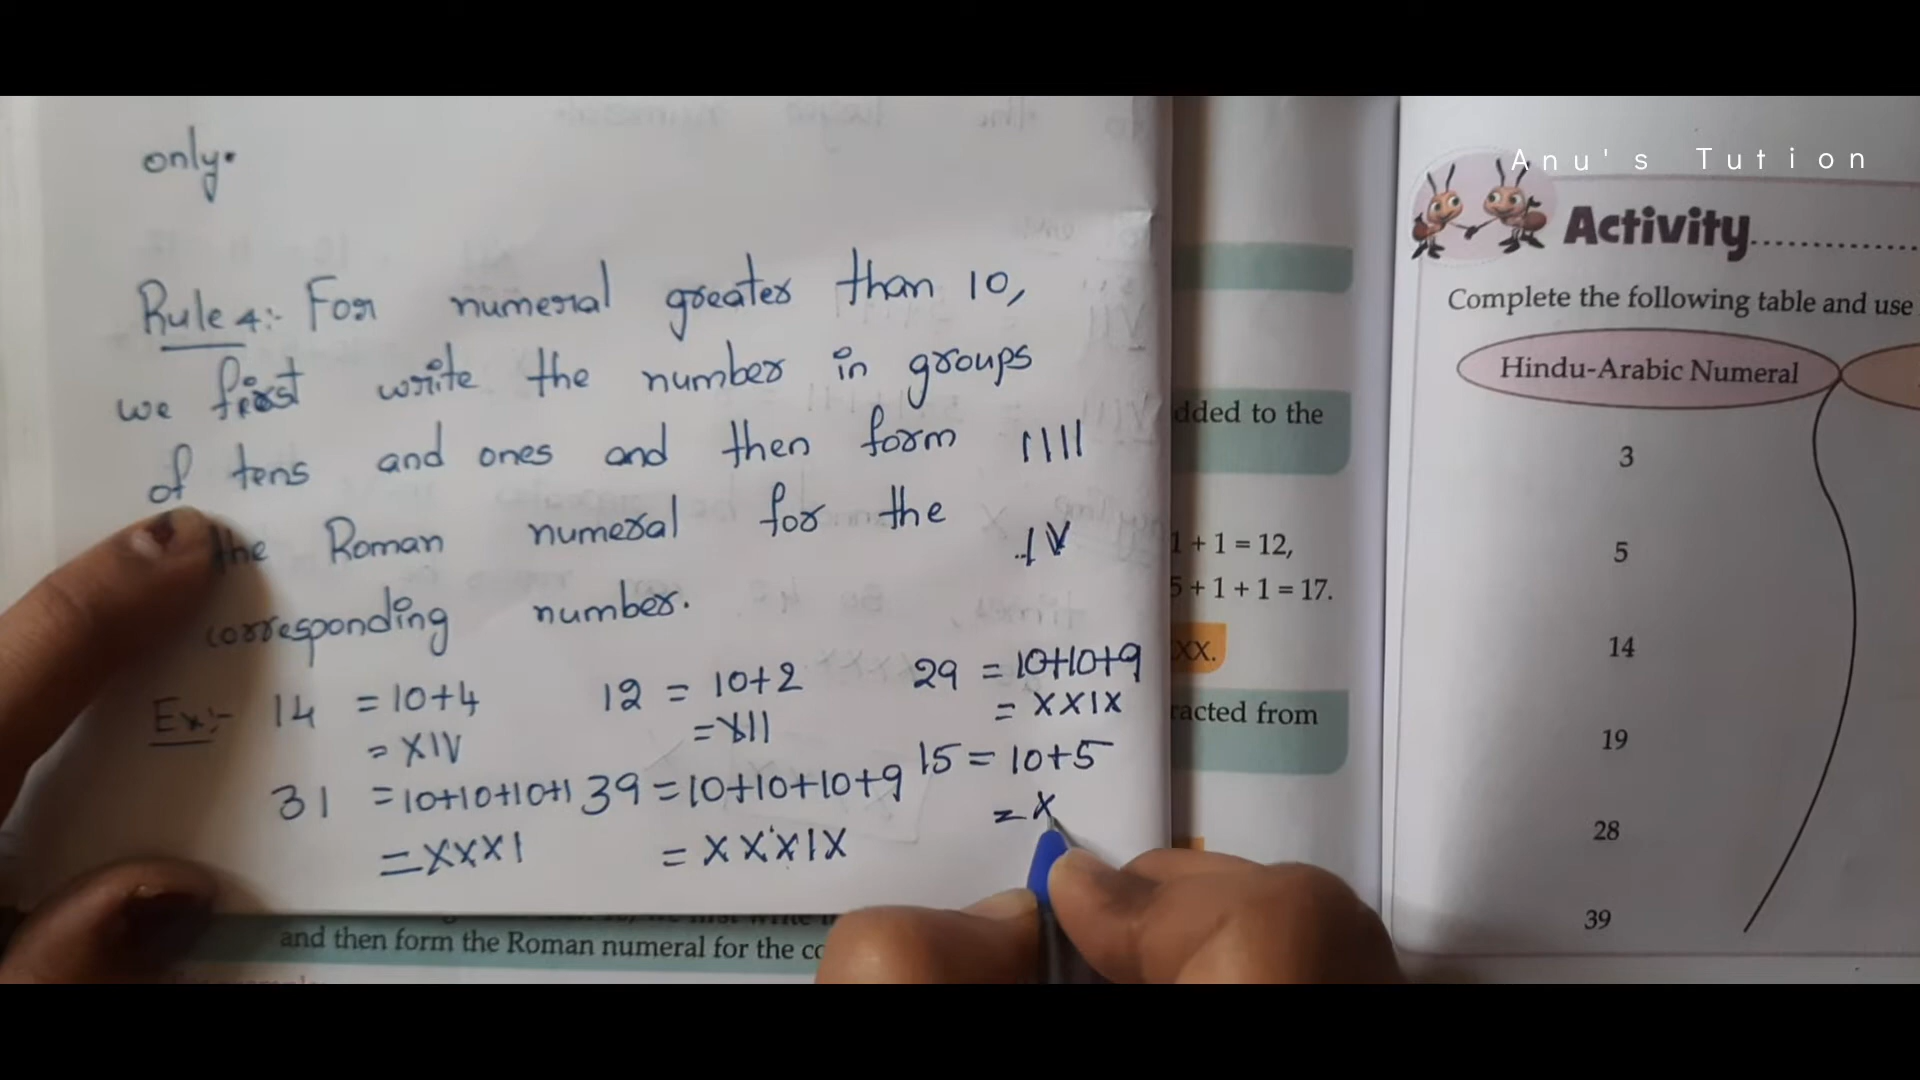 only.
Rule 4:- For numeral greater than 10,
we first write the number in groups
of tens and ones and then form IIII
the Roman numeral for the IV
corresponding number.
Ex:- 14 = 10+4 12 = 10+2 29 = 10+10+9
= XIV = XII = XXIX
31 = 10+10+10+1 39 = 10+10+10+9 15 = 10+5
= XXXI = XXXIX = X
and then form the Roman numeral for the
dded to the
1 + 1 = 12,
5 + 1 + 1 = 17.
XX.
racted from
Anu's Tution
Activity
Complete the following table and use
Hindu-Arabic Numeral
3
5
14
19
28
39